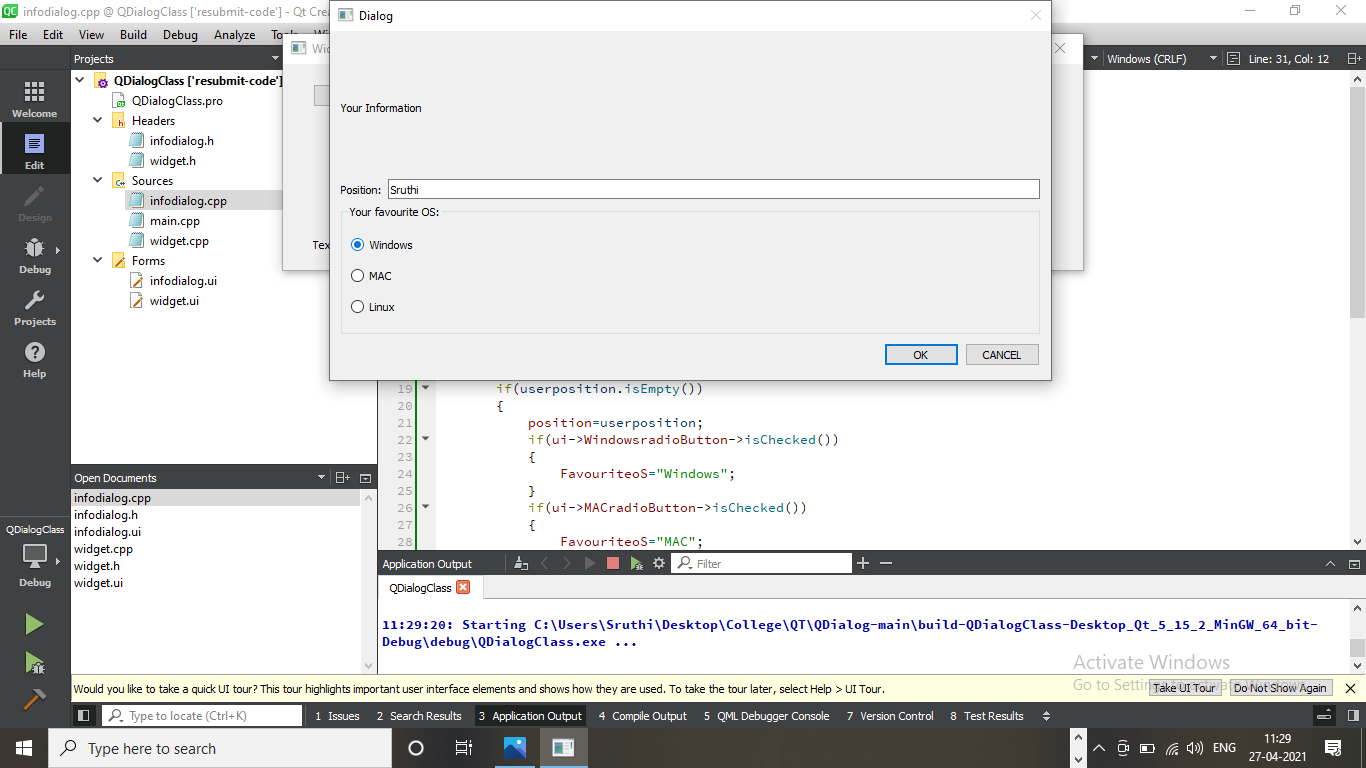 infodialog.cpp @ QDialogClass ['resubmit-code'] - Qt Crea
Dialog
File Edit View Build Debug Analyze
Projects
Windows (CRLF) Line: 31, Col: 12
Welcome
Edit
Design
Debug
Projects
Help
QDialogClass ['resubmit-code']
QDialogClass.pro
Headers
infodialog.h
widget.h
Sources
infodialog.cpp
main.cpp
widget.cpp
Forms
infodialog.ui
widget.ui
Your Information
Position: Sruthi
Your favourite OS:
Windows
MAC
Linux
OK CANCEL
19 if(userposition.isEmpty())
20 {
21 position=userposition;
22 if(ui->WindowsradioButton->isChecked())
23 {
24 FavouriteoS="Windows";
25 }
26 if(ui->MACradioButton->isChecked())
27 {
28 FavouriteoS="MAC";
Open Documents
infodialog.cpp
infodialog.h
infodialog.ui
widget.cpp
widget.h
widget.ui
QDialogClass
Debug
Application Output Filter
QDialogClass
11:29:20: Starting C:\Users\Sruthi\Desktop\College\QT\QDialog-main\build-QDialogClass-Desktop_Qt_5_15_2_MinGW_64_bit-
Debug\debug\QDialogClass.exe ...
Activate Windows
Would you like to take a quick UI tour? This tour highlights important user interface elements and shows how they are used. To take the tour later, select Help > UI Tour. Take UI Tour Do Not Show Again
Type to locate (Ctrl+K) 1 Issues 2 Search Results 3 Application Output 4 Compile Output 5 QML Debugger Console 7 Version Control 8 Test Results
Type here to search
ENG
11:29
27-04-2021